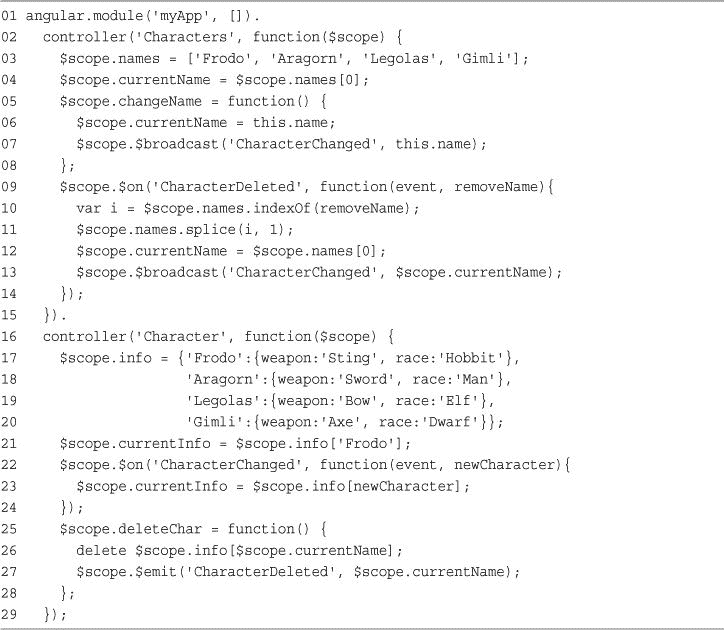 01 angular.module('myApp', []).
02   controller('Characters', function($scope) {
03     $scope.names = ['Frodo', 'Aragorn', 'Legolas', 'Gimli'];
04     $scope.currentName = $scope.names[0];
05     $scope.changeName = function() {
06       $scope.currentName = this.name;
07       $scope.$broadcast('CharacterChanged', this.name);
08     };
09     $scope.$on('CharacterDeleted', function(event, removeName){
10       var i = $scope.names.indexOf(removeName);
11       $scope.names.splice(i, 1);
12       $scope.currentName = $scope.names[0];
13       $scope.$broadcast('CharacterChanged', $scope.currentName);
14     });
15   }).
16   controller('Character', function($scope) {
17     $scope.info = {'Frodo':{weapon:'Sting', race:'Hobbit'},
18                    'Aragorn':{weapon:'Sword', race:'Man'},
19                    'Legolas':{weapon:'Bow', race:'Elf'},
20                    'Gimli':{weapon:'Axe', race:'Dwarf'}};
21     $scope.currentInfo = $scope.info['Frodo'];
22     $scope.$on('CharacterChanged', function(event, newCharacter){
23       $scope.currentInfo = $scope.info[newCharacter];
24     });
25     $scope.deleteChar = function() {
26       delete $scope.info[$scope.currentName];
27       $scope.$emit('CharacterDeleted', $scope.currentName);
28     };
29   });